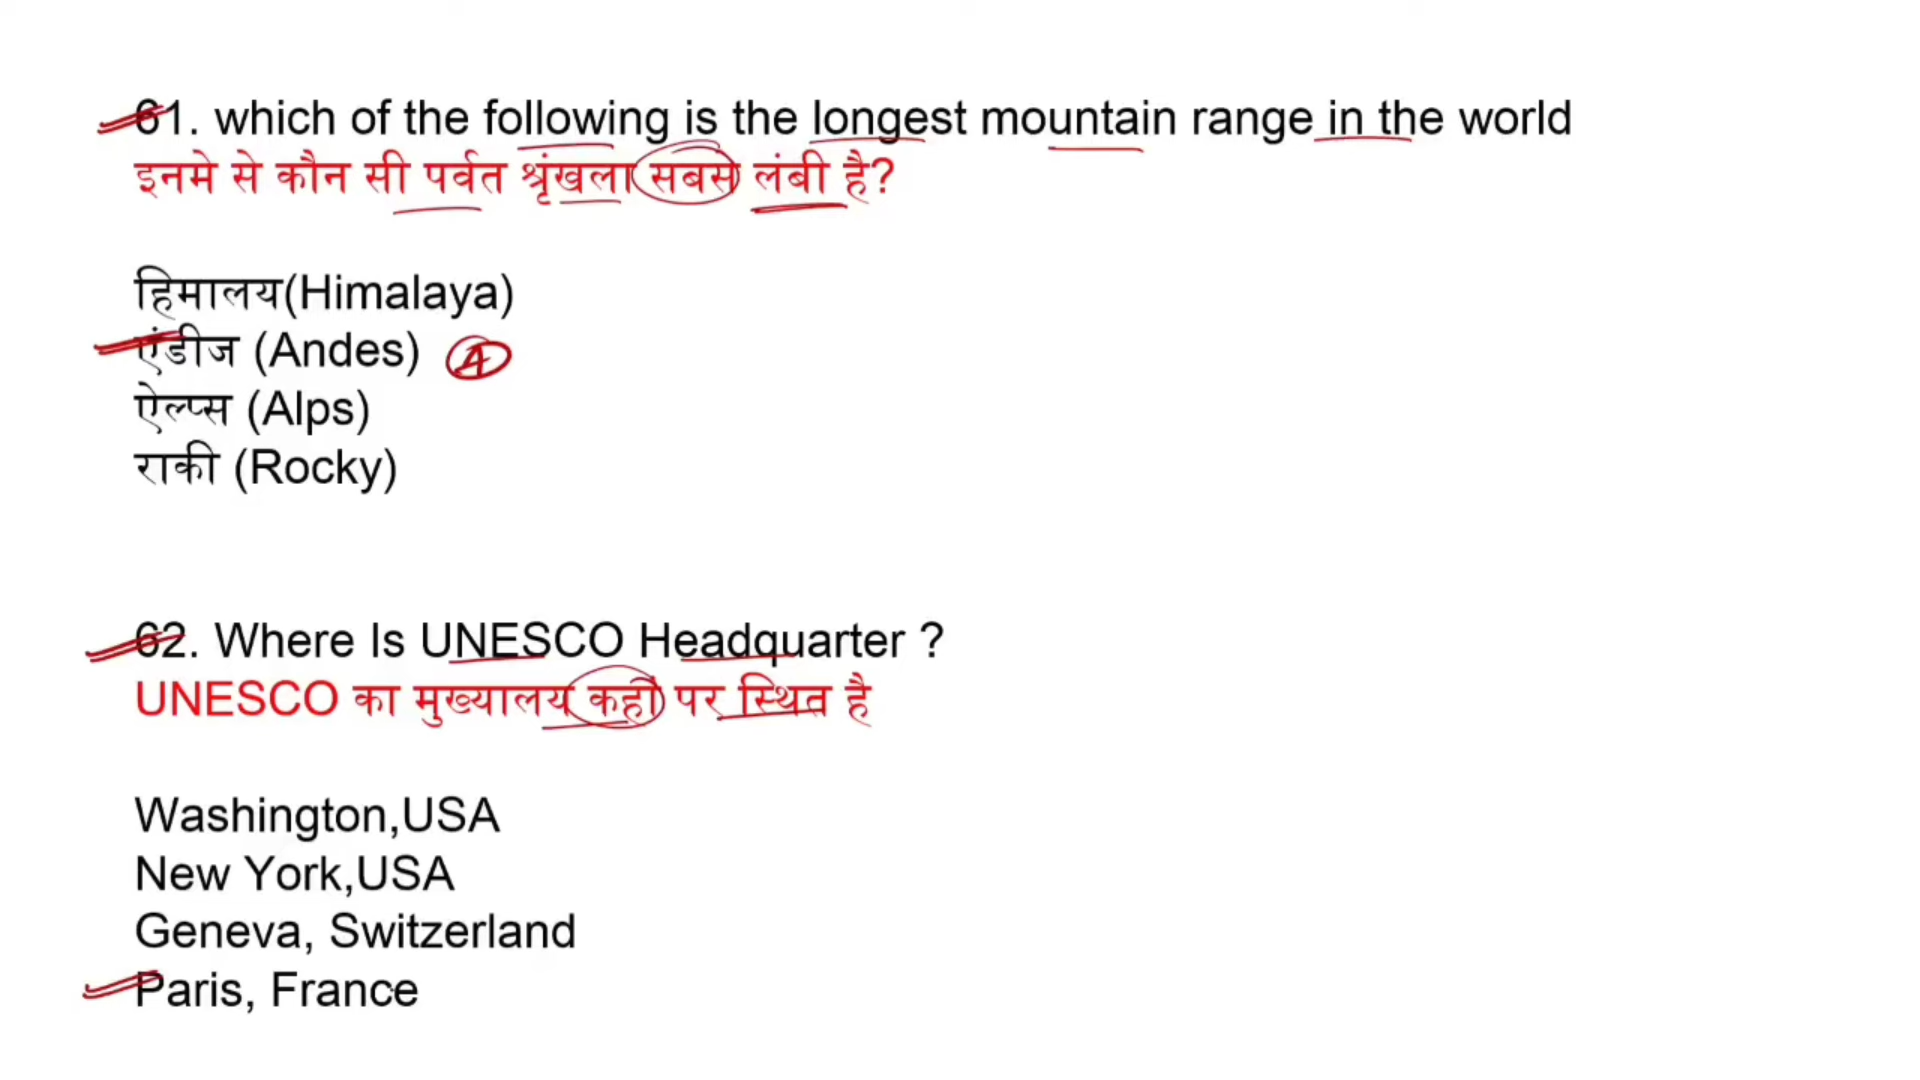 61. which of the following is the longest mountain range in the world
इनमे से कौन सी पर्वत श्रृंखला सबसे लंबी है?
हिमालय(Himalaya)
एंडीज (Andes) A
ऐल्प्स (Alps)
राकी (Rocky)
62. Where Is UNESCO Headquarter ?
UNESCO का मुख्यालय कहाँ पर स्थित है
Washington,USA
New York,USA
Geneva, Switzerland
Paris, France